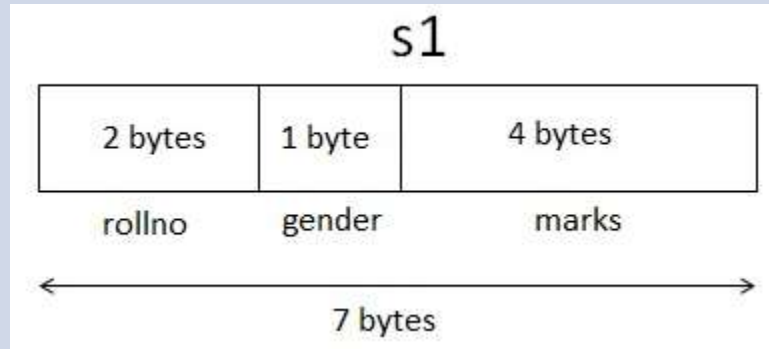 s1
2 bytes 1 byte 4 bytes
rollno gender marks
7 bytes